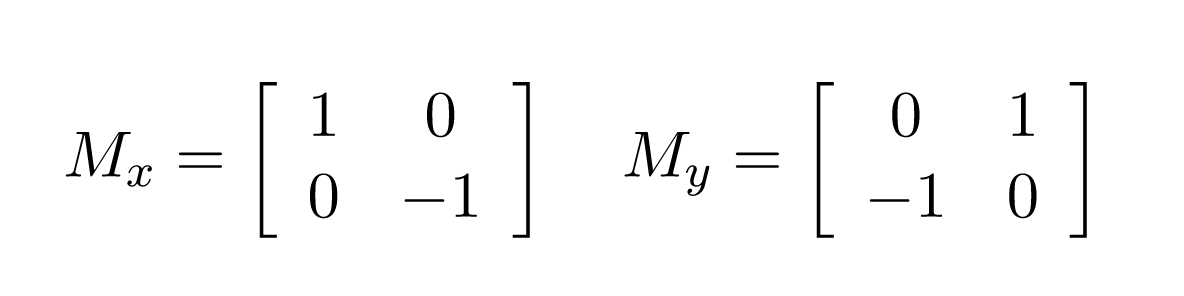 M_x = [ 1 0 ; 0 −1 ] M_y = [ 0 1 ; −1 0 ]